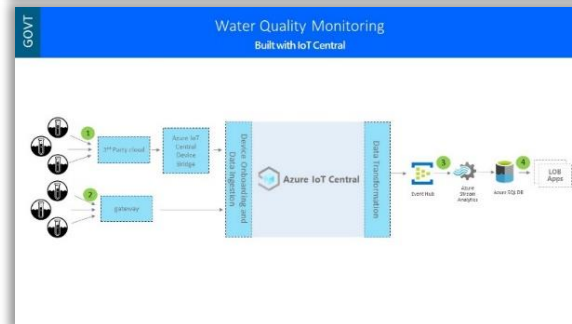 GOVT
Water Quality Monitoring
Built with IoT Central
1
3rd Party cloud
Azure IoT
Central
Device
Bridge
2
gateway
Device Onboarding and
Data Ingestion
Azure IoT Central
Data Transformation
3
Event Hub
Azure
Stream
Analytics
4
Azure SQL DB
LOB
Apps